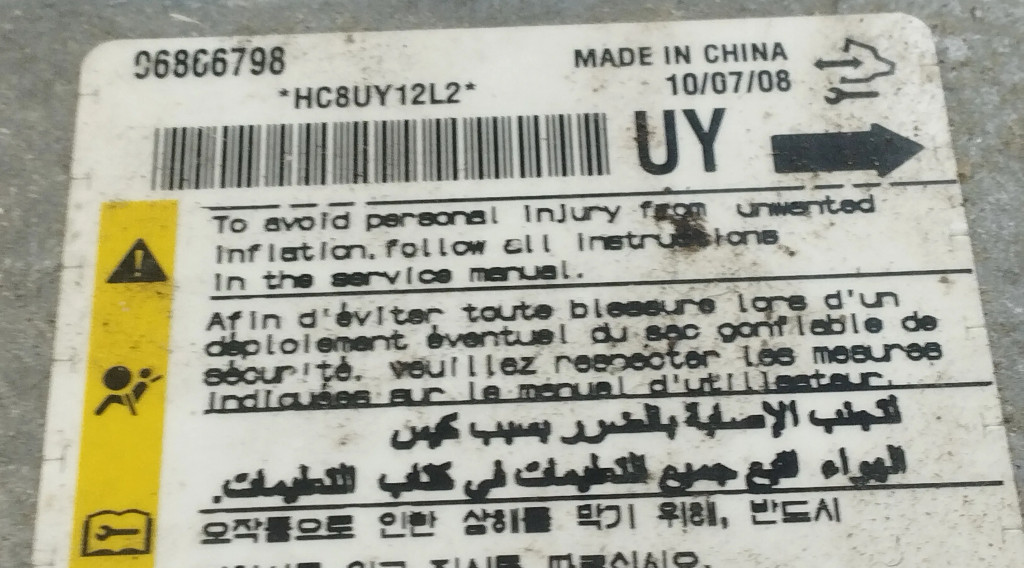 96866798
MADE IN CHINA
*HC8UY12L2*
10/07/08
UY
To avoid personal injury from unwanted
inflation, follow all instructions
in the service manual.
Afin d'éviter toute blessure lors d'un
déploiement éventuel du sac gonflable de
sécurité, veuillez respecter les mesures
indiquées sur le manuel d'utilisateur.
لتجنب الإصابة بالضرر بسبب كيس
الهواء اتبع جميع التعليمات في كتاب التعليمات.
오작동으로 인한 상해를 막기 위해, 반드시